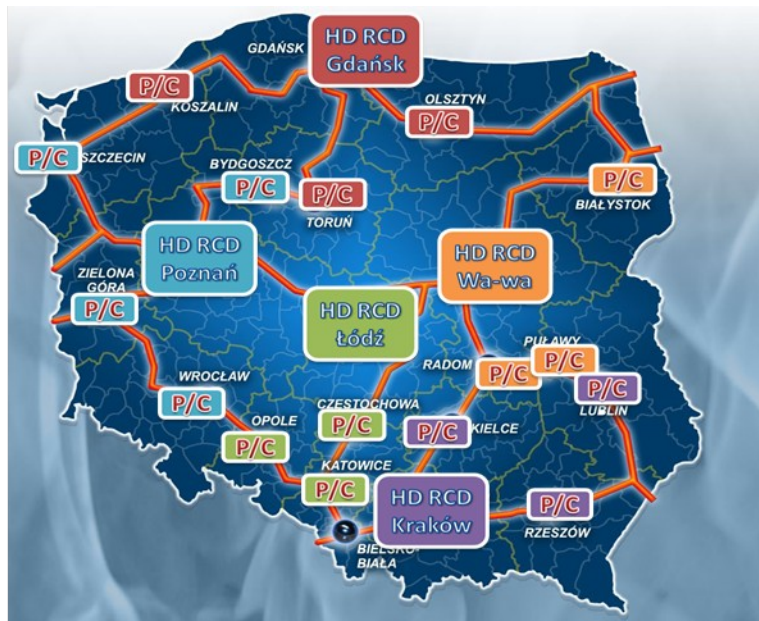 GDAŃSK
HD RCD
Gdańsk
P/C
KOSZALIN
OLSZTYN
P/C
P/C
SZCZECIN
BYDGOSZCZ
P/C
P/C
TORUŃ
P/C
BIAŁYSTOK
HD RCD
Poznań
HD RCD
Wa-wa
ZIELONA
GÓRA
P/C
HD RCD
Łódź
PUŁAWY
RADOM
P/C
P/C
WROCŁAW
P/C
P/C
LUBLIN
CZĘSTOCHOWA
P/C
OPOLE
P/C
P/C
KIELCE
KATOWICE
P/C
HD RCD
Kraków
P/C
RZESZÓW
BIELSKO-
BIAŁA